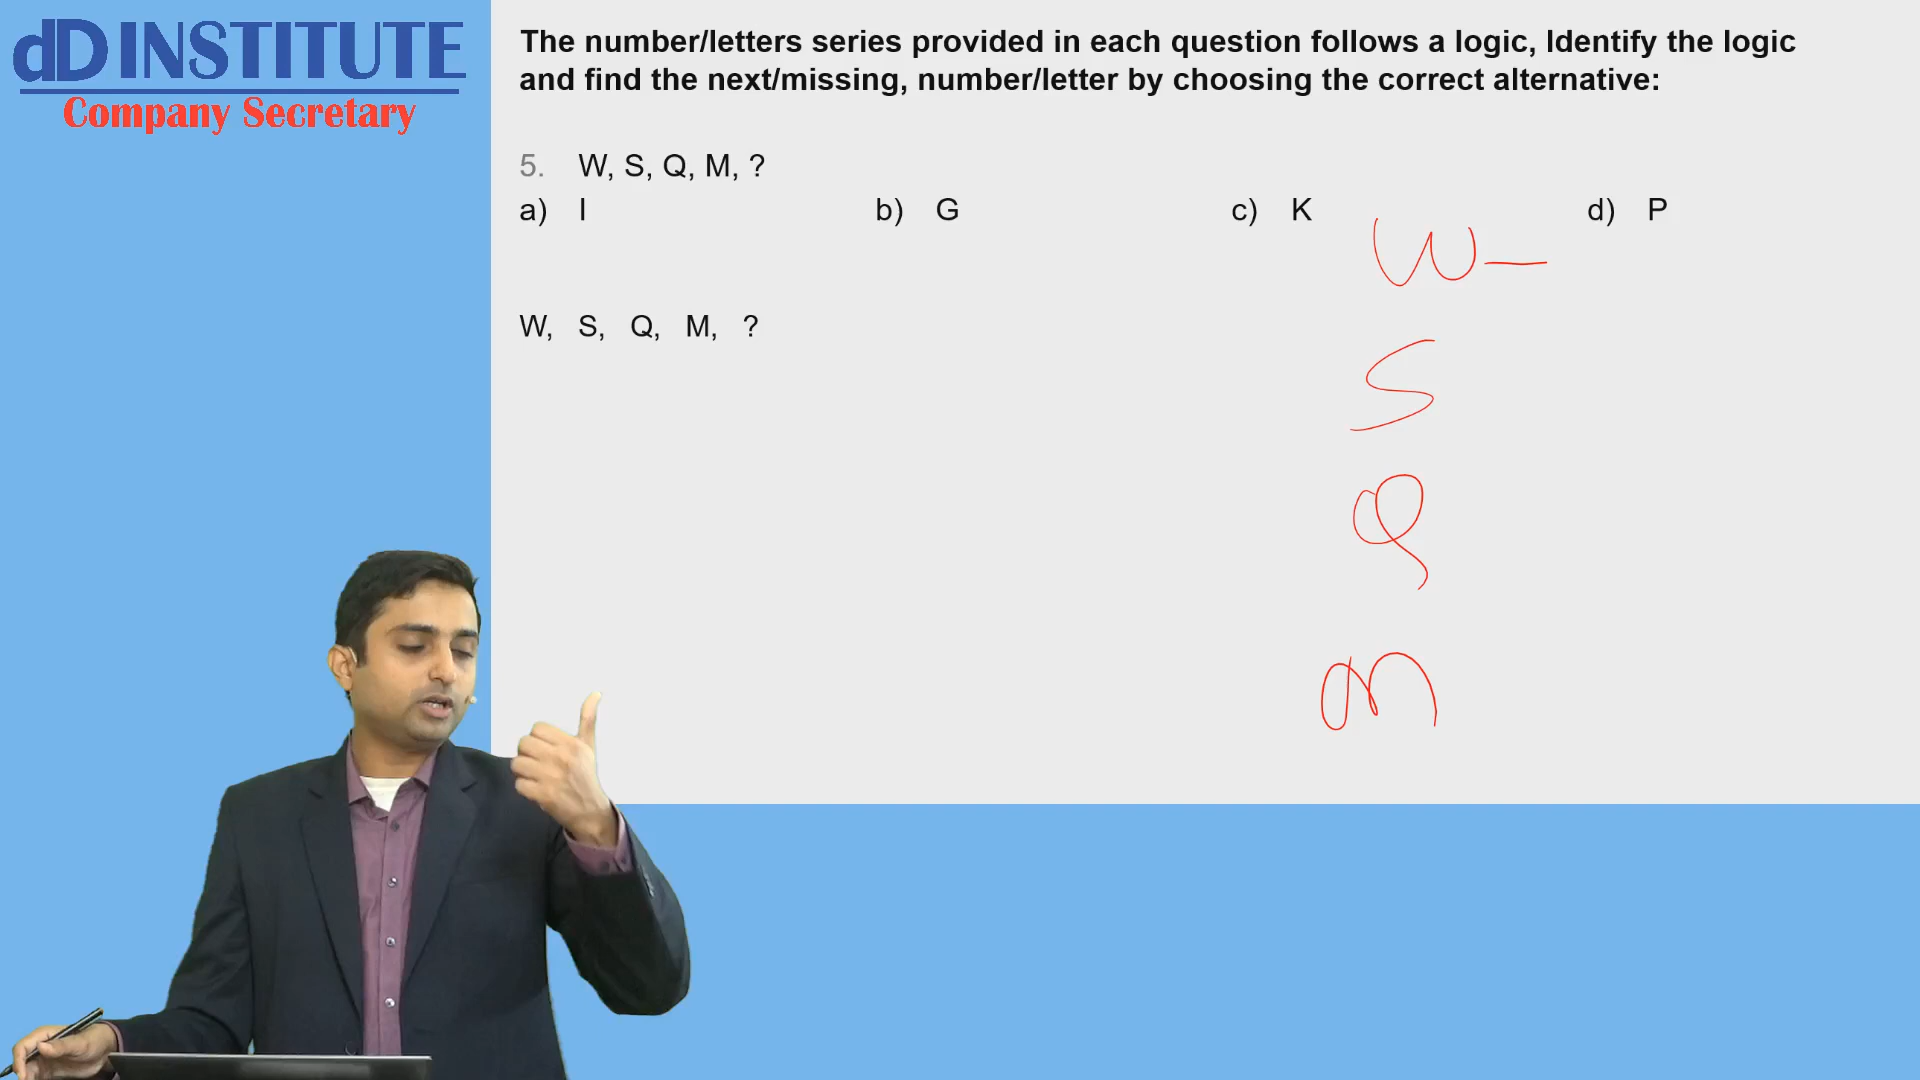 dD INSTITUTE
Company Secretary
The number/letters series provided in each question follows a logic, Identify the logic
and find the next/missing, number/letter by choosing the correct alternative:
5. W, S, Q, M, ?
a) I b) G c) K d) P
W, S, Q, M, ?
W –
S
Q
M